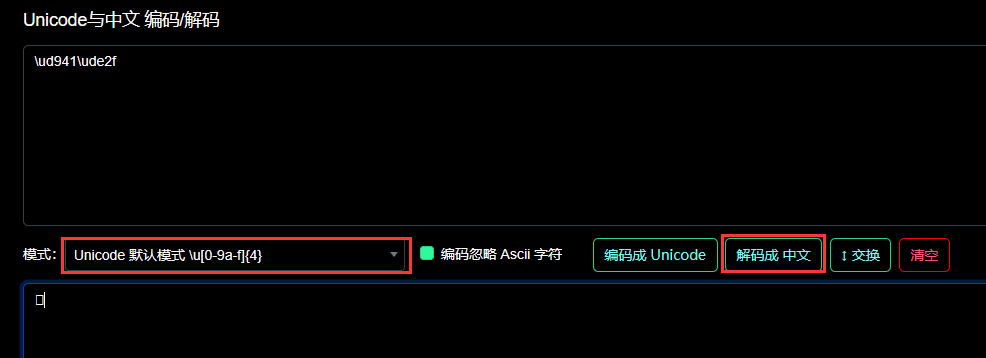 Unicode与中文 编码/解码
\ud941\ude2f
模式: Unicode 默认模式 \u[0-9a-f]{4} 编码忽略 Ascii 字符 编码成 Unicode 解码成 中文 ↕ 交换 清空